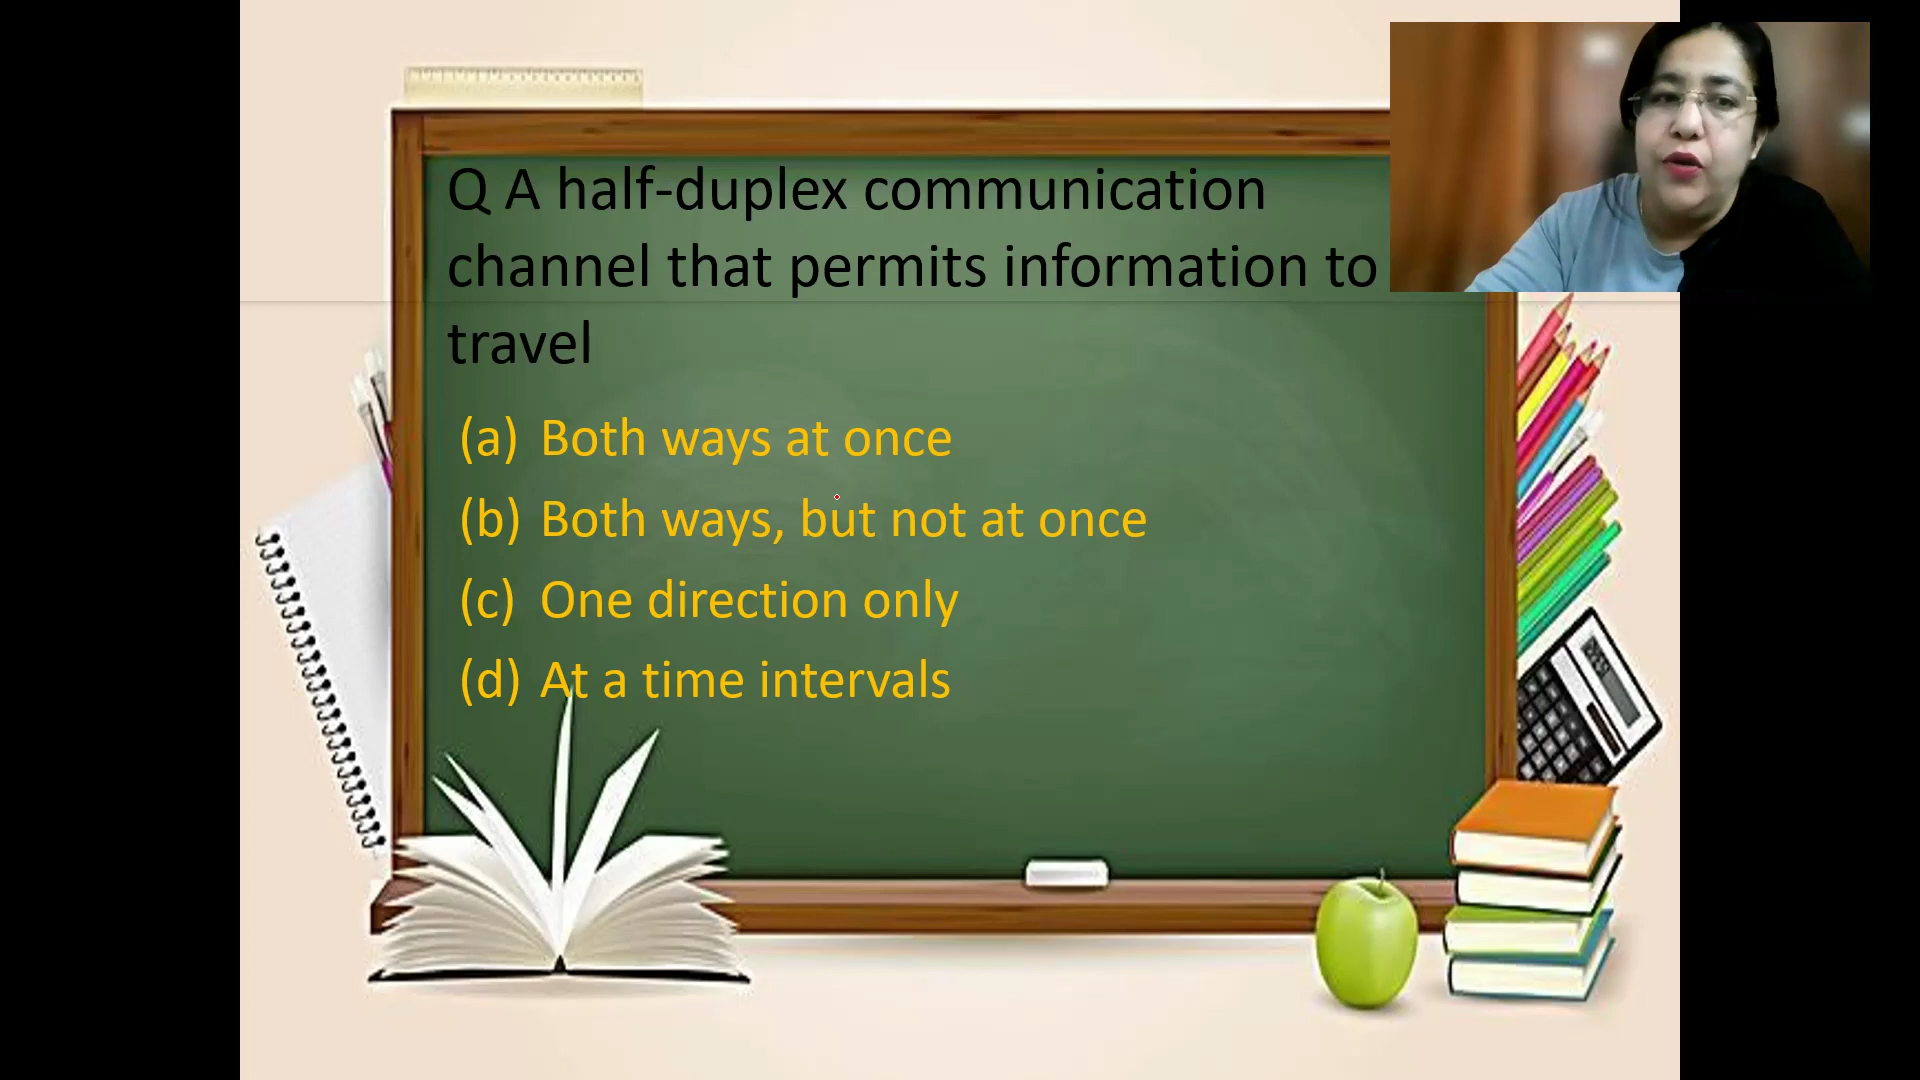 Q A half-duplex communication
channel that permits information to
travel
(a) Both ways at once
(b) Both ways, but not at once
(c) One direction only
(d) At a time intervals